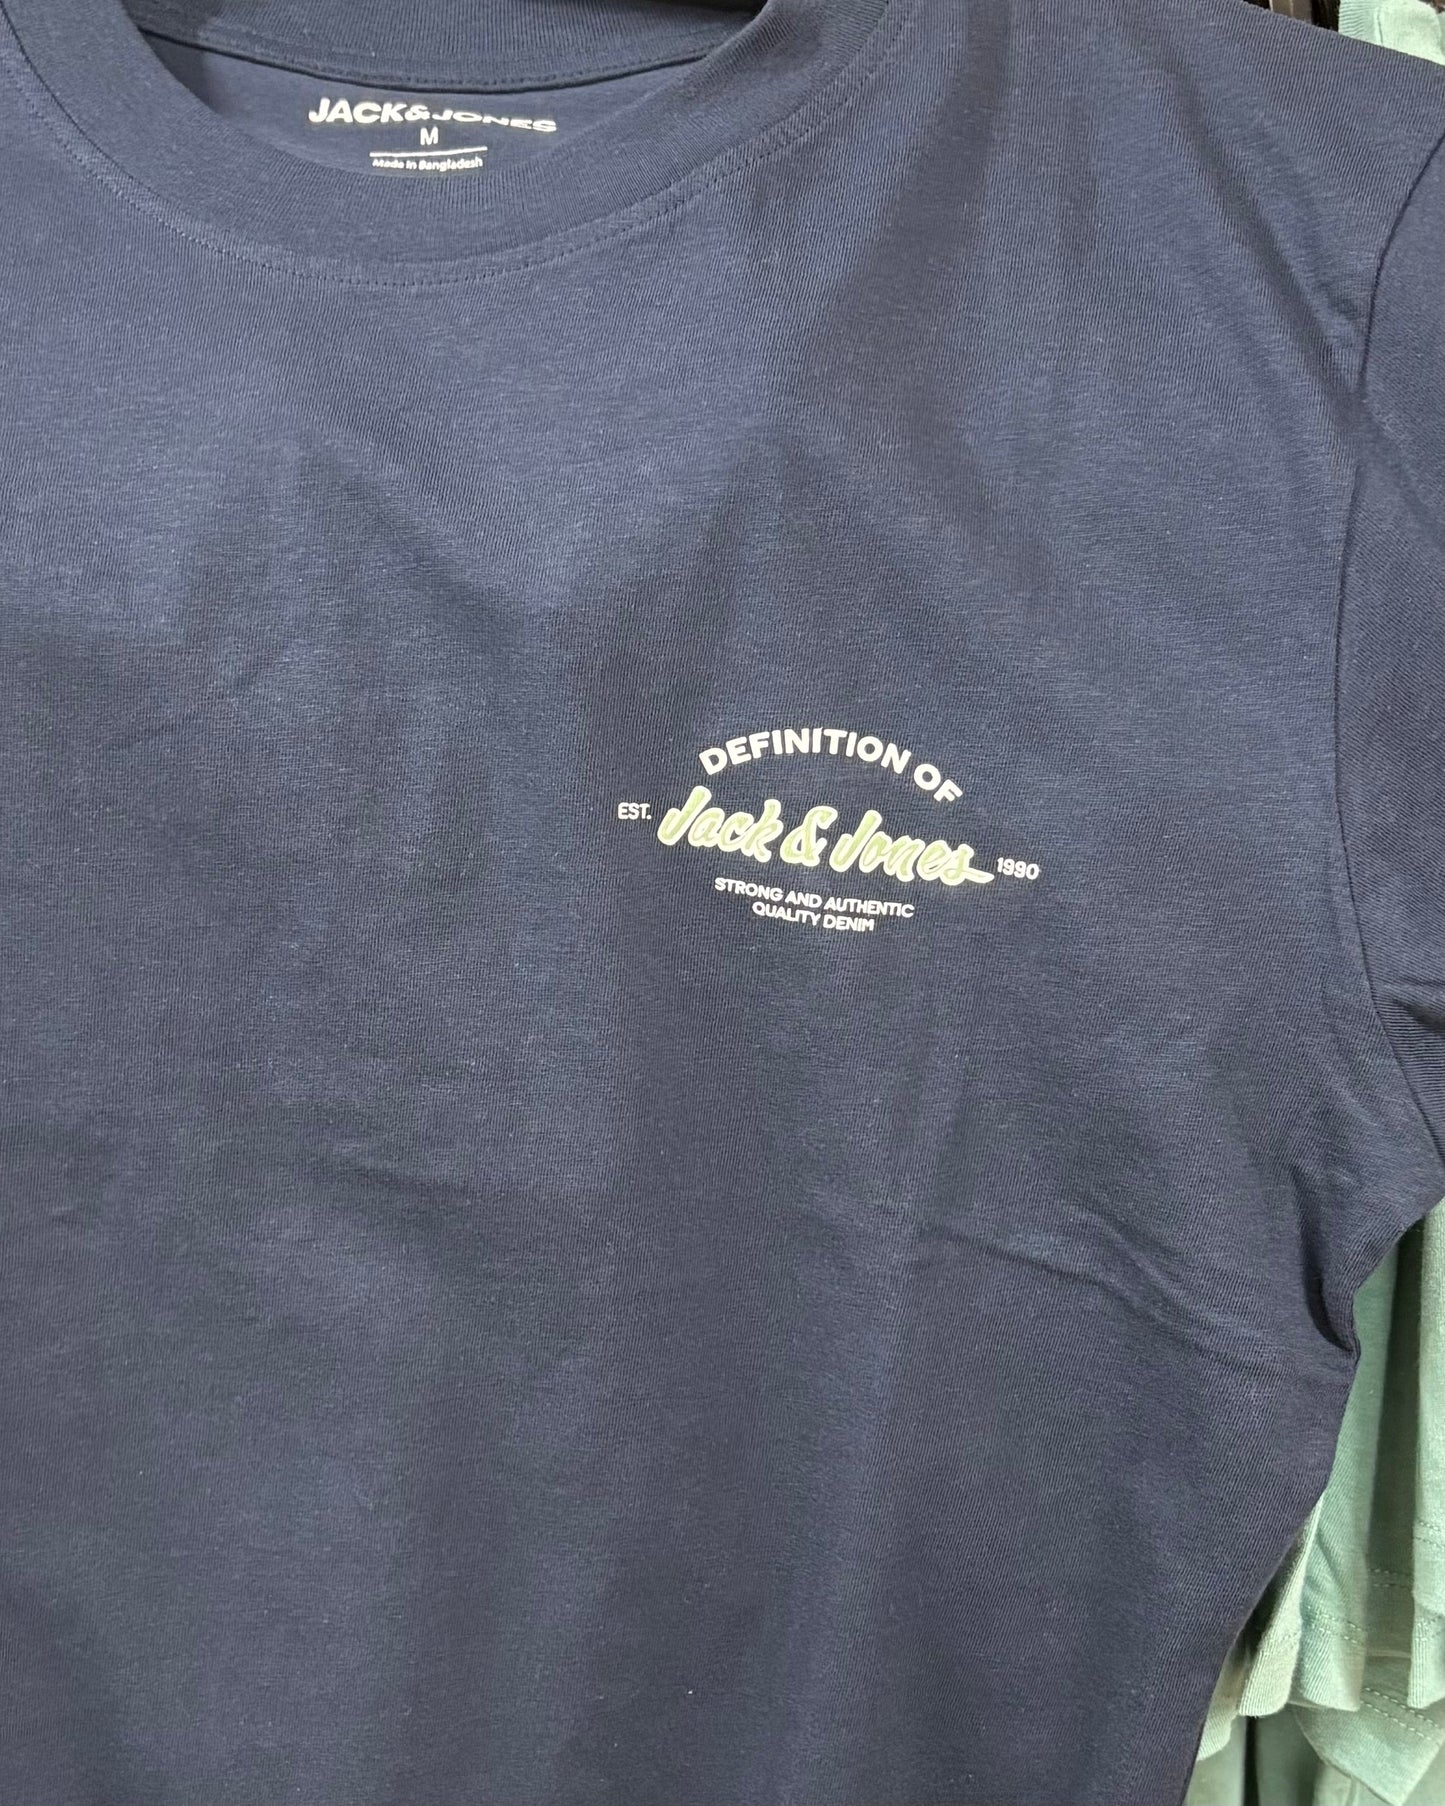 JACK&JONES
M
Made in Bangladesh
DEFINITION OF
EST. Jack & Jones 1990
STRONG AND AUTHENTIC
QUALITY DENIM